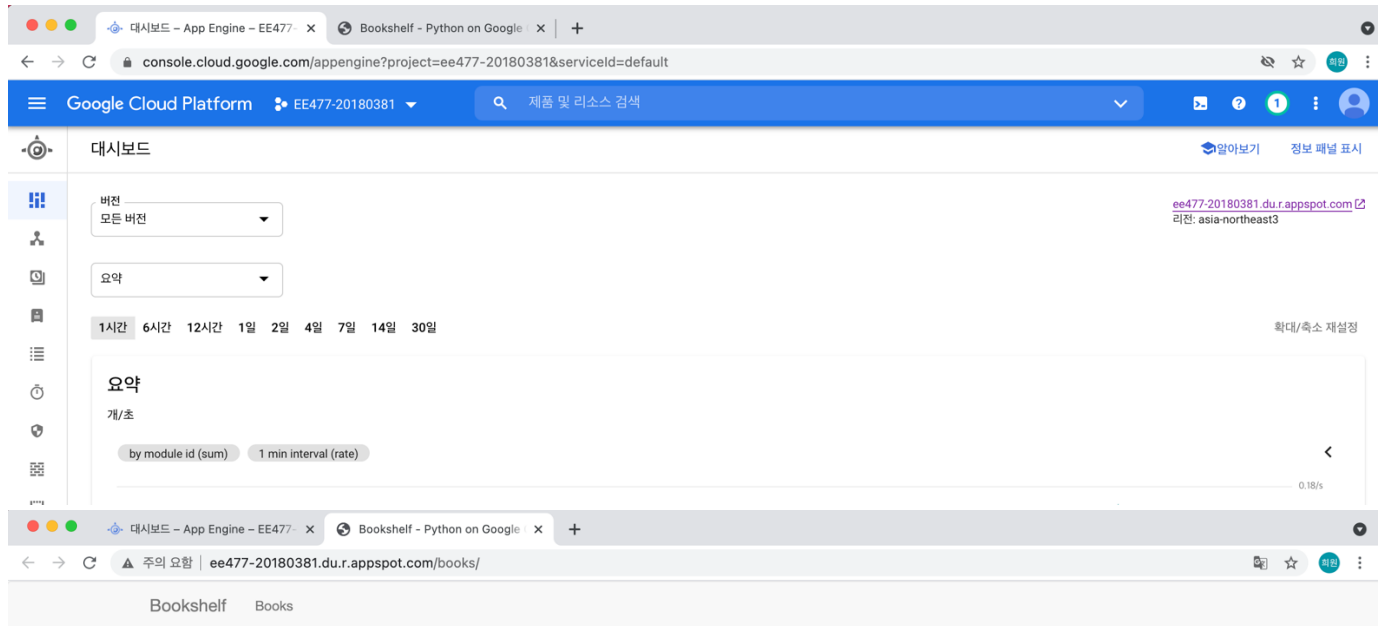 대시보드 – App Engine – EE477- Bookshelf - Python on Google
console.cloud.google.com/appengine?project=ee477-20180381&serviceId=default 희원
Google Cloud Platform EE477-20180381 제품 및 리소스 검색 1
대시보드 알아보기 정보 패널 표시
버전
모든 버전
ee477-20180381.du.r.appspot.com
리전: asia-northeast3
요약
1시간 6시간 12시간 1일 2일 4일 7일 14일 30일 확대/축소 재설정
요약
개/초
by module id (sum) 1 min interval (rate)
0.18/s
대시보드 – App Engine – EE477- Bookshelf - Python on Google
주의 요함 ee477-20180381.du.r.appspot.com/books/ 희원
Bookshelf Books